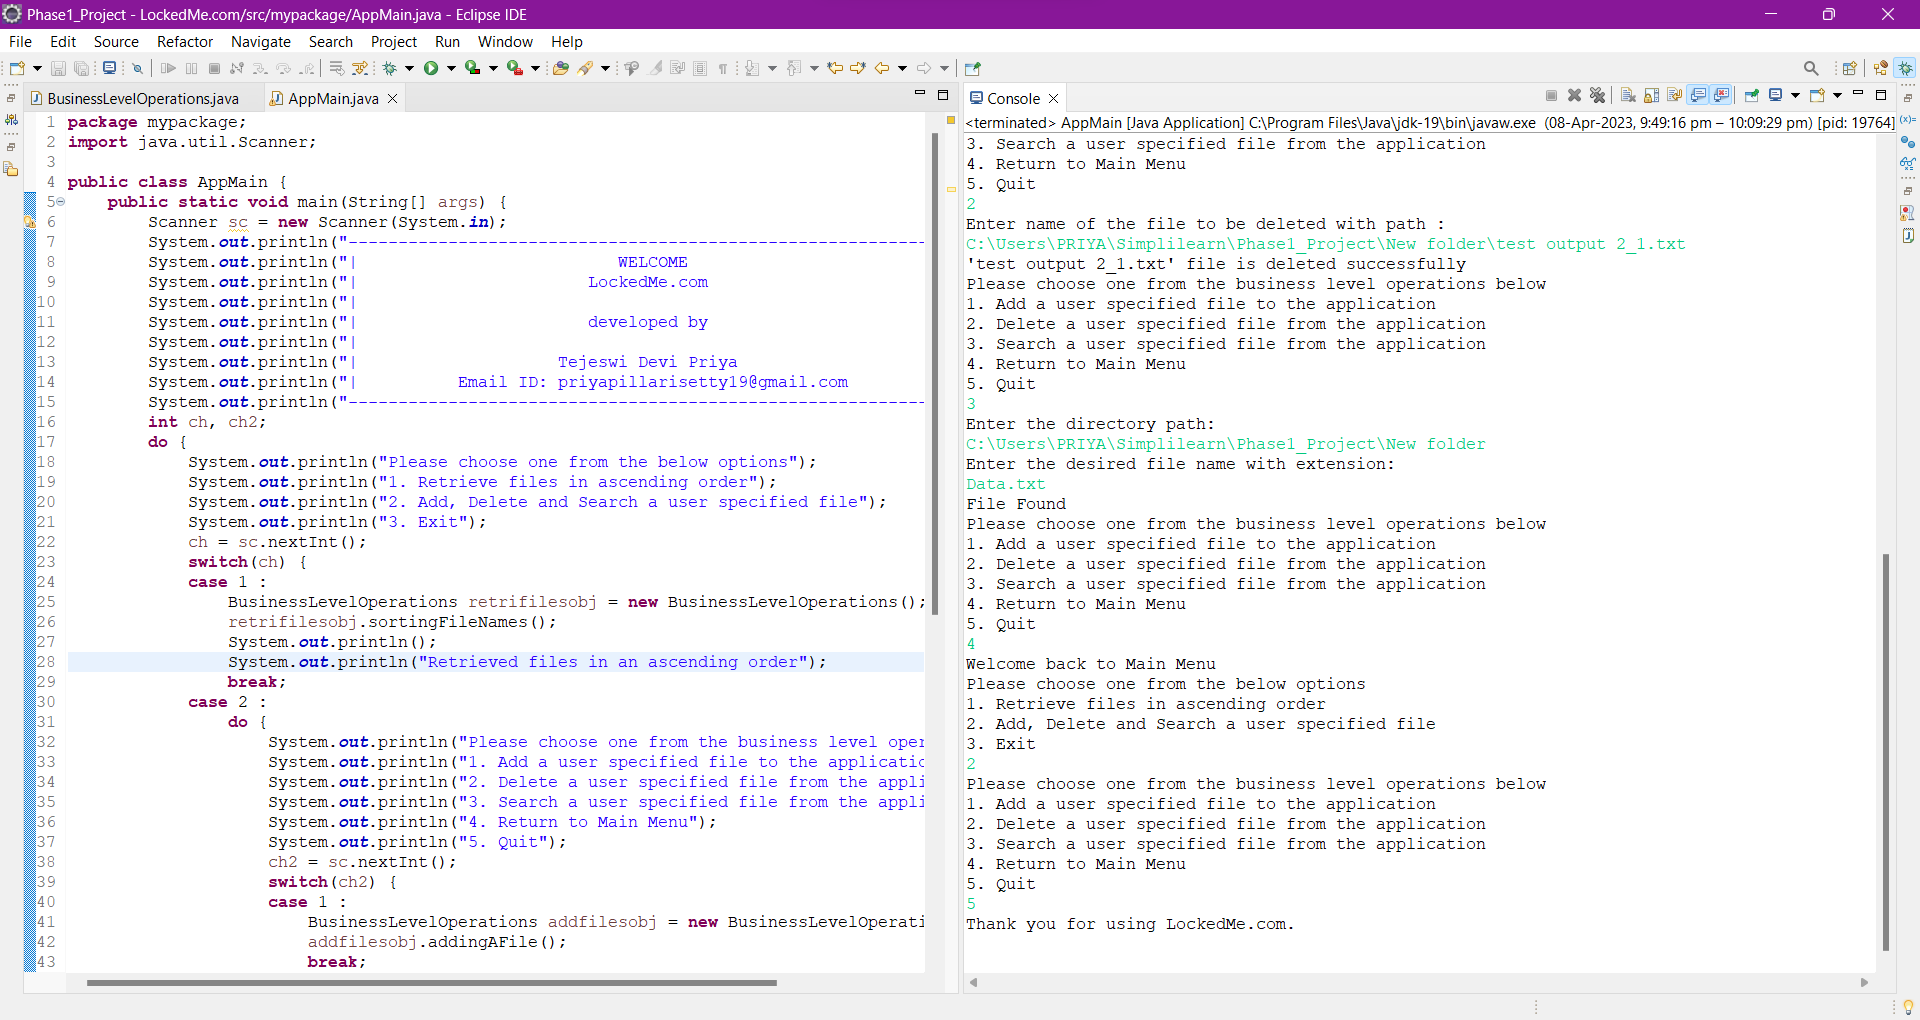 Phase1_Project - LockedMe.com/src/mypackage/AppMain.java - Eclipse IDE
File Edit Source Refactor Navigate Search Project Run Window Help
BusinessLevelOperations.java AppMain.java
1 package mypackage;
2 import java.util.Scanner;
3
4 public class AppMain {
5 public static void main(String[] args) {
6 Scanner sc = new Scanner(System.in);
7 System.out.println("----------------------------------------------------------
8 System.out.println("| WELCOME
9 System.out.println("| LockedMe.com
10 System.out.println("|
11 System.out.println("| developed by
12 System.out.println("|
13 System.out.println("| Tejeswi Devi Priya
14 System.out.println("| Email ID: priyapillarisetty19@gmail.com
15 System.out.println("----------------------------------------------------------
16 int ch, ch2;
17 do {
18 System.out.println("Please choose one from the below options");
19 System.out.println("1. Retrieve files in ascending order");
20 System.out.println("2. Add, Delete and Search a user specified file");
21 System.out.println("3. Exit");
22 ch = sc.nextInt();
23 switch(ch) {
24 case 1 :
25 BusinessLevelOperations retrifilesobj = new BusinessLevelOperations();
26 retrifilesobj.sortingFileNames();
27 System.out.println();
28 System.out.println("Retrieved files in an ascending order");
29 break;
30 case 2 :
31 do {
32 System.out.println("Please choose one from the business level oper
33 System.out.println("1. Add a user specified file to the applicatio
34 System.out.println("2. Delete a user specified file from the appli
35 System.out.println("3. Search a user specified file from the appli
36 System.out.println("4. Return to Main Menu");
37 System.out.println("5. Quit");
38 ch2 = sc.nextInt();
39 switch(ch2) {
40 case 1 :
41 BusinessLevelOperations addfilesobj = new BusinessLevelOperati
42 addfilesobj.addingAFile();
43 break;
Console
<terminated> AppMain [Java Application] C:\Program Files\Java\jdk-19\bin\javaw.exe (08-Apr-2023, 9:49:16 pm – 10:09:29 pm) [pid: 19764]
3. Search a user specified file from the application
4. Return to Main Menu
5. Quit
2
Enter name of the file to be deleted with path :
C:\Users\PRIYA\Simplilearn\Phase1_Project\New folder\test output 2_1.txt
'test output 2_1.txt' file is deleted successfully
Please choose one from the business level operations below
1. Add a user specified file to the application
2. Delete a user specified file from the application
3. Search a user specified file from the application
4. Return to Main Menu
5. Quit
3
Enter the directory path:
C:\Users\PRIYA\Simplilearn\Phase1_Project\New folder
Enter the desired file name with extension:
Data.txt
File Found
Please choose one from the business level operations below
1. Add a user specified file to the application
2. Delete a user specified file from the application
3. Search a user specified file from the application
4. Return to Main Menu
5. Quit
4
Welcome back to Main Menu
Please choose one from the below options
1. Retrieve files in ascending order
2. Add, Delete and Search a user specified file
3. Exit
2
Please choose one from the business level operations below
1. Add a user specified file to the application
2. Delete a user specified file from the application
3. Search a user specified file from the application
4. Return to Main Menu
5. Quit
5
Thank you for using LockedMe.com.